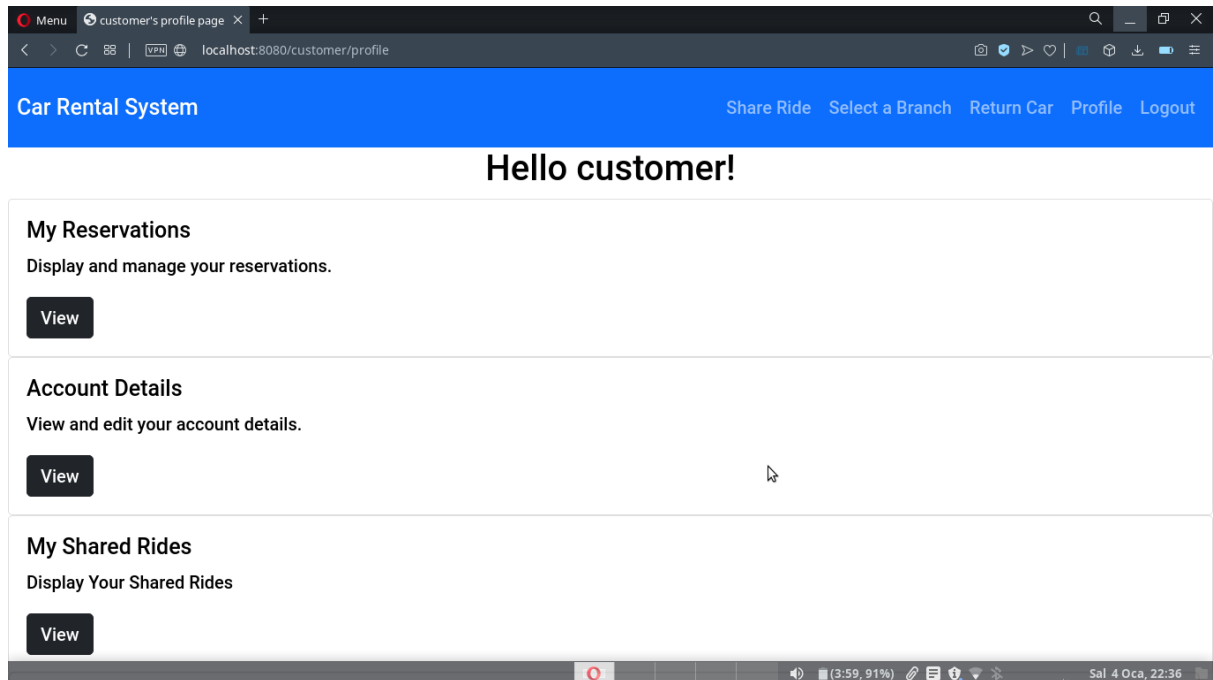 Menu customer's profile page
VPN localhost:8080/customer/profile
Car Rental System Share Ride Select a Branch Return Car Profile Logout
Hello customer!
My Reservations
Display and manage your reservations.
View
Account Details
View and edit your account details.
View
My Shared Rides
Display Your Shared Rides
View
(3:59, 91%) Sal 4 Oca, 22:36